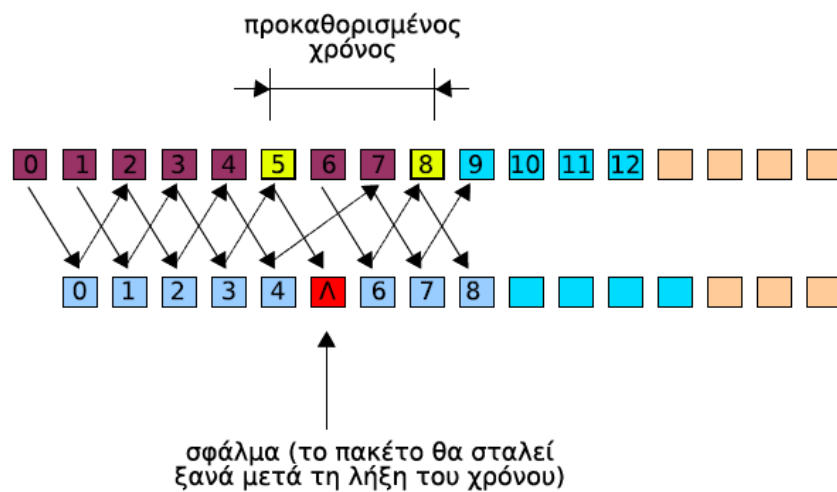 προκαθορισμένος
χρόνος
0 1 2 3 4 5 6 7 8 9 10 11 12
0 1 2 3 4 Λ 6 7 8
σφάλμα (το πακέτο θα σταλεί
ξανά μετά τη λήξη του χρόνου)